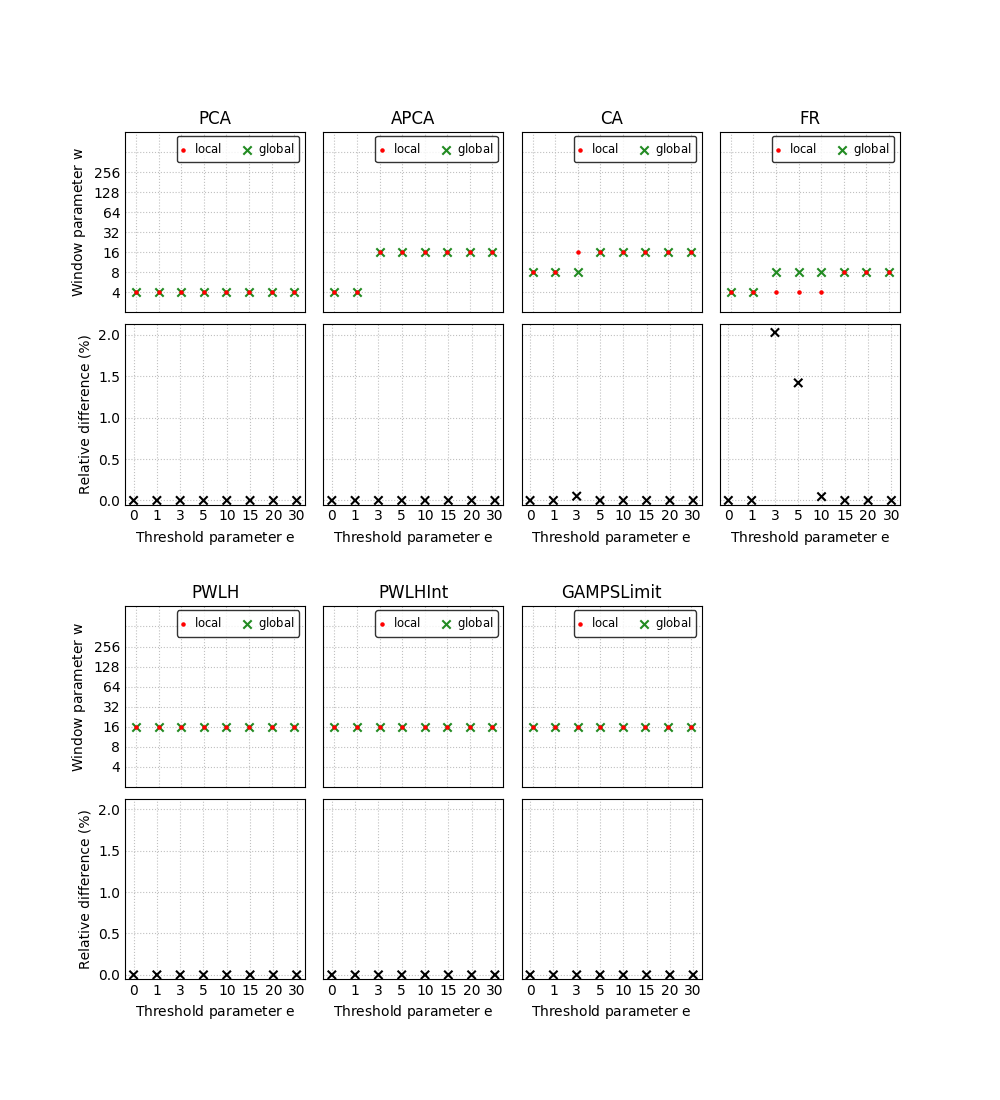 PCA
APCA
CA
FR
Window parameter w
256
128
64
32
16
8
4
local global
local global
local global
local global
Relative difference (%)
2.0
1.5
1.0
0.5
0.0
0 1 3 5 10 15 20 30
0 1 3 5 10 15 20 30
0 1 3 5 10 15 20 30
0 1 3 5 10 15 20 30
Threshold parameter e
Threshold parameter e
Threshold parameter e
Threshold parameter e
PWLH
PWLHInt
GAMPSLimit
Window parameter w
256
128
64
32
16
8
4
local global
local global
local global
Relative difference (%)
2.0
1.5
1.0
0.5
0.0
0 1 3 5 10 15 20 30
0 1 3 5 10 15 20 30
0 1 3 5 10 15 20 30
Threshold parameter e
Threshold parameter e
Threshold parameter e